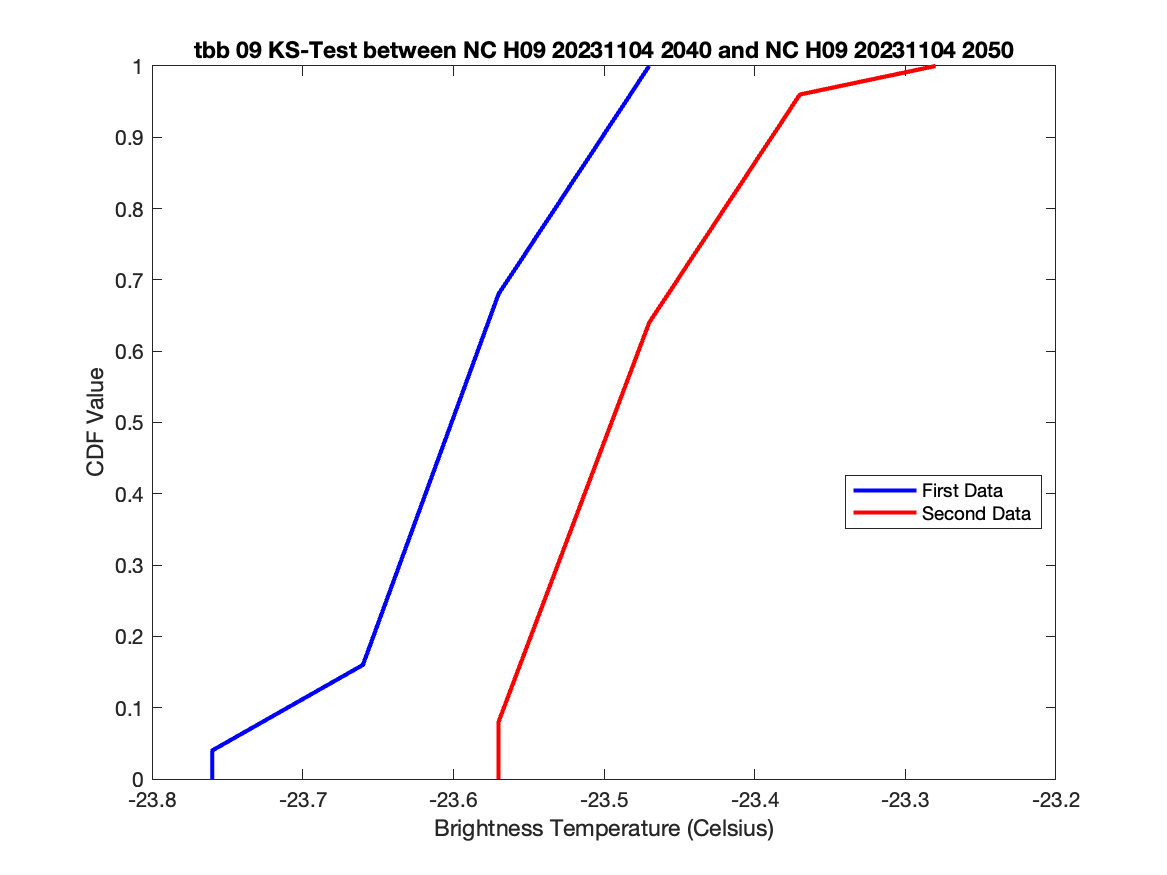 tbb 09 KS-Test between NC H09 20231104 2040 and NC H09 20231104 2050
1
0.9
0.8
0.7
0.6
0.5
0.4
0.3
0.2
0.1
0
CDF Value
First Data
Second Data
-23.8 -23.7 -23.6 -23.5 -23.4 -23.3 -23.2
Brightness Temperature (Celsius)